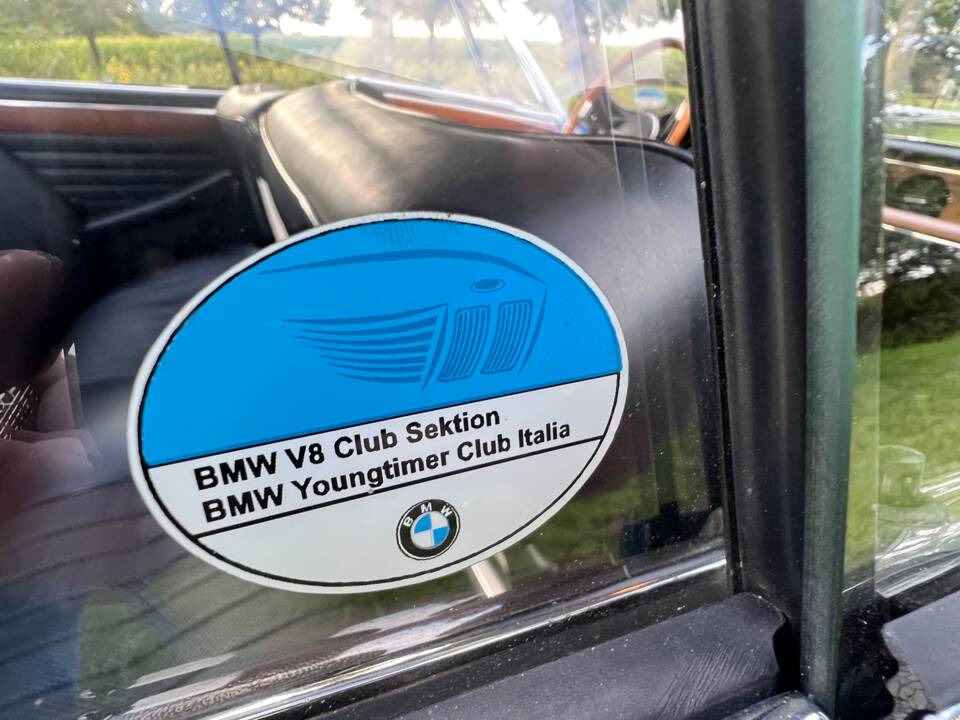 BMW V8 Club Sektion
BMW Youngtimer Club Italia
BMW